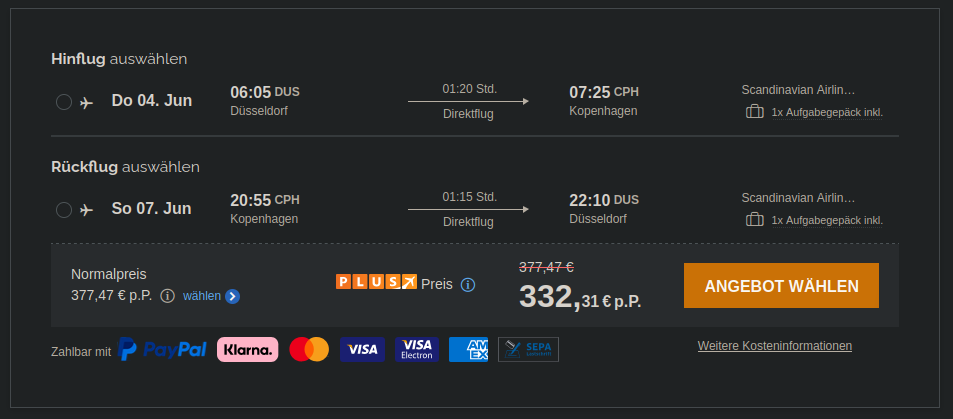 Hinflug auswählen
Do 04. Jun
06:05 DUS
Düsseldorf
01:20 Std.
Direktflug
07:25 CPH
Kopenhagen
Scandinavian Airlin...
1x Aufgabegepäck inkl.
Rückflug auswählen
So 07. Jun
20:55 CPH
Kopenhagen
01:15 Std.
Direktflug
22:10 DUS
Düsseldorf
Scandinavian Airlin...
1x Aufgabegepäck inkl.
Normalpreis
377,47 € p.P. wählen
PLUS Preis
377,47 €
332,31 € p.P.
ANGEBOT WÄHLEN
Zahlbar mit PayPal Klarna. VISA VISA Electron AMEX SEPA Lastschrift
Weitere Kosteninformationen